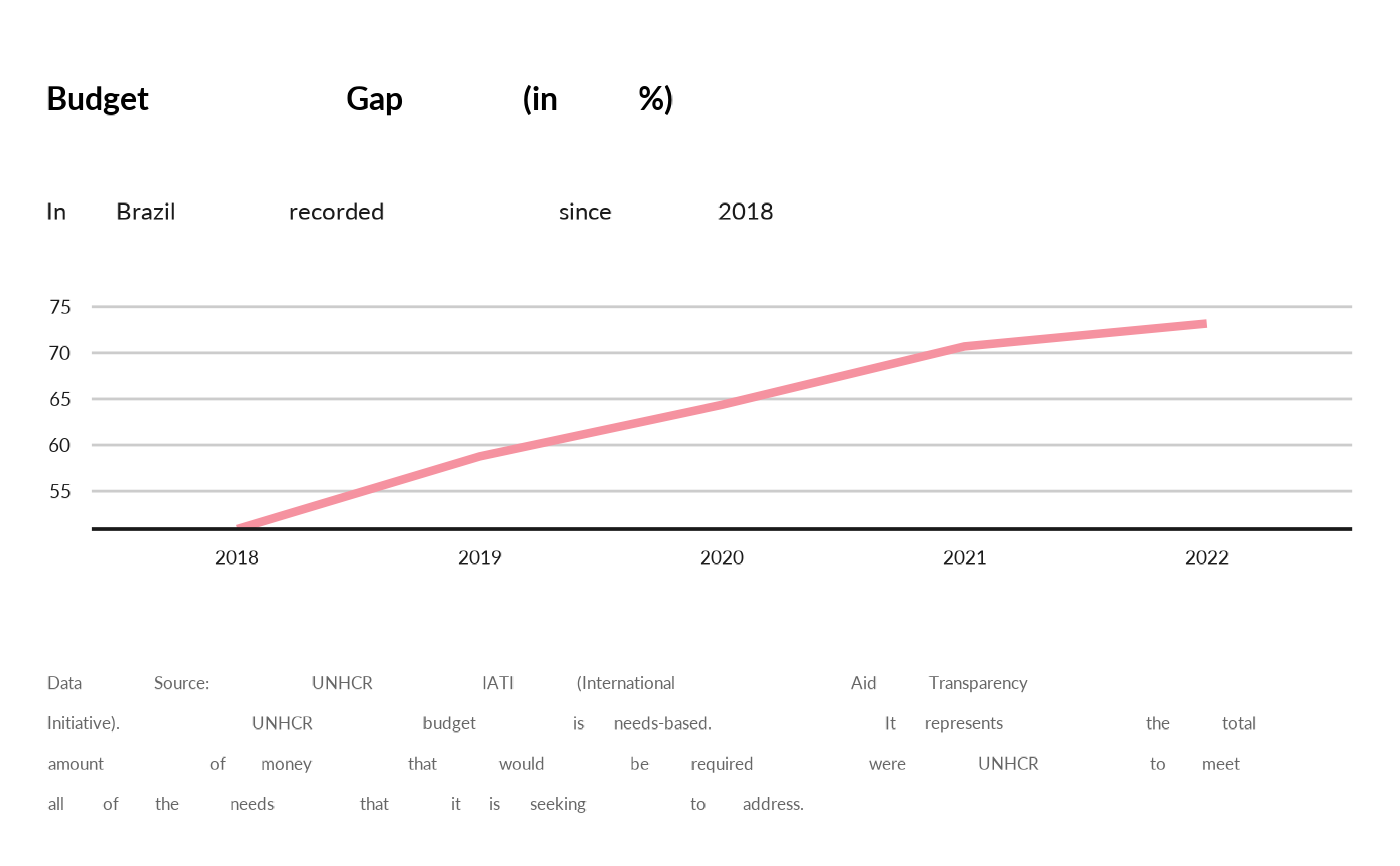 Budget Gap (in %)
In Brazil recorded since 2018
75
70
65
60
55
2018 2019 2020 2021 2022
Data Source: UNHCR IATI (International Aid Transparency
Initiative). UNHCR budget is needs-based. It represents the total
amount of money that would be required were UNHCR to meet
all of the needs that it is seeking to address.